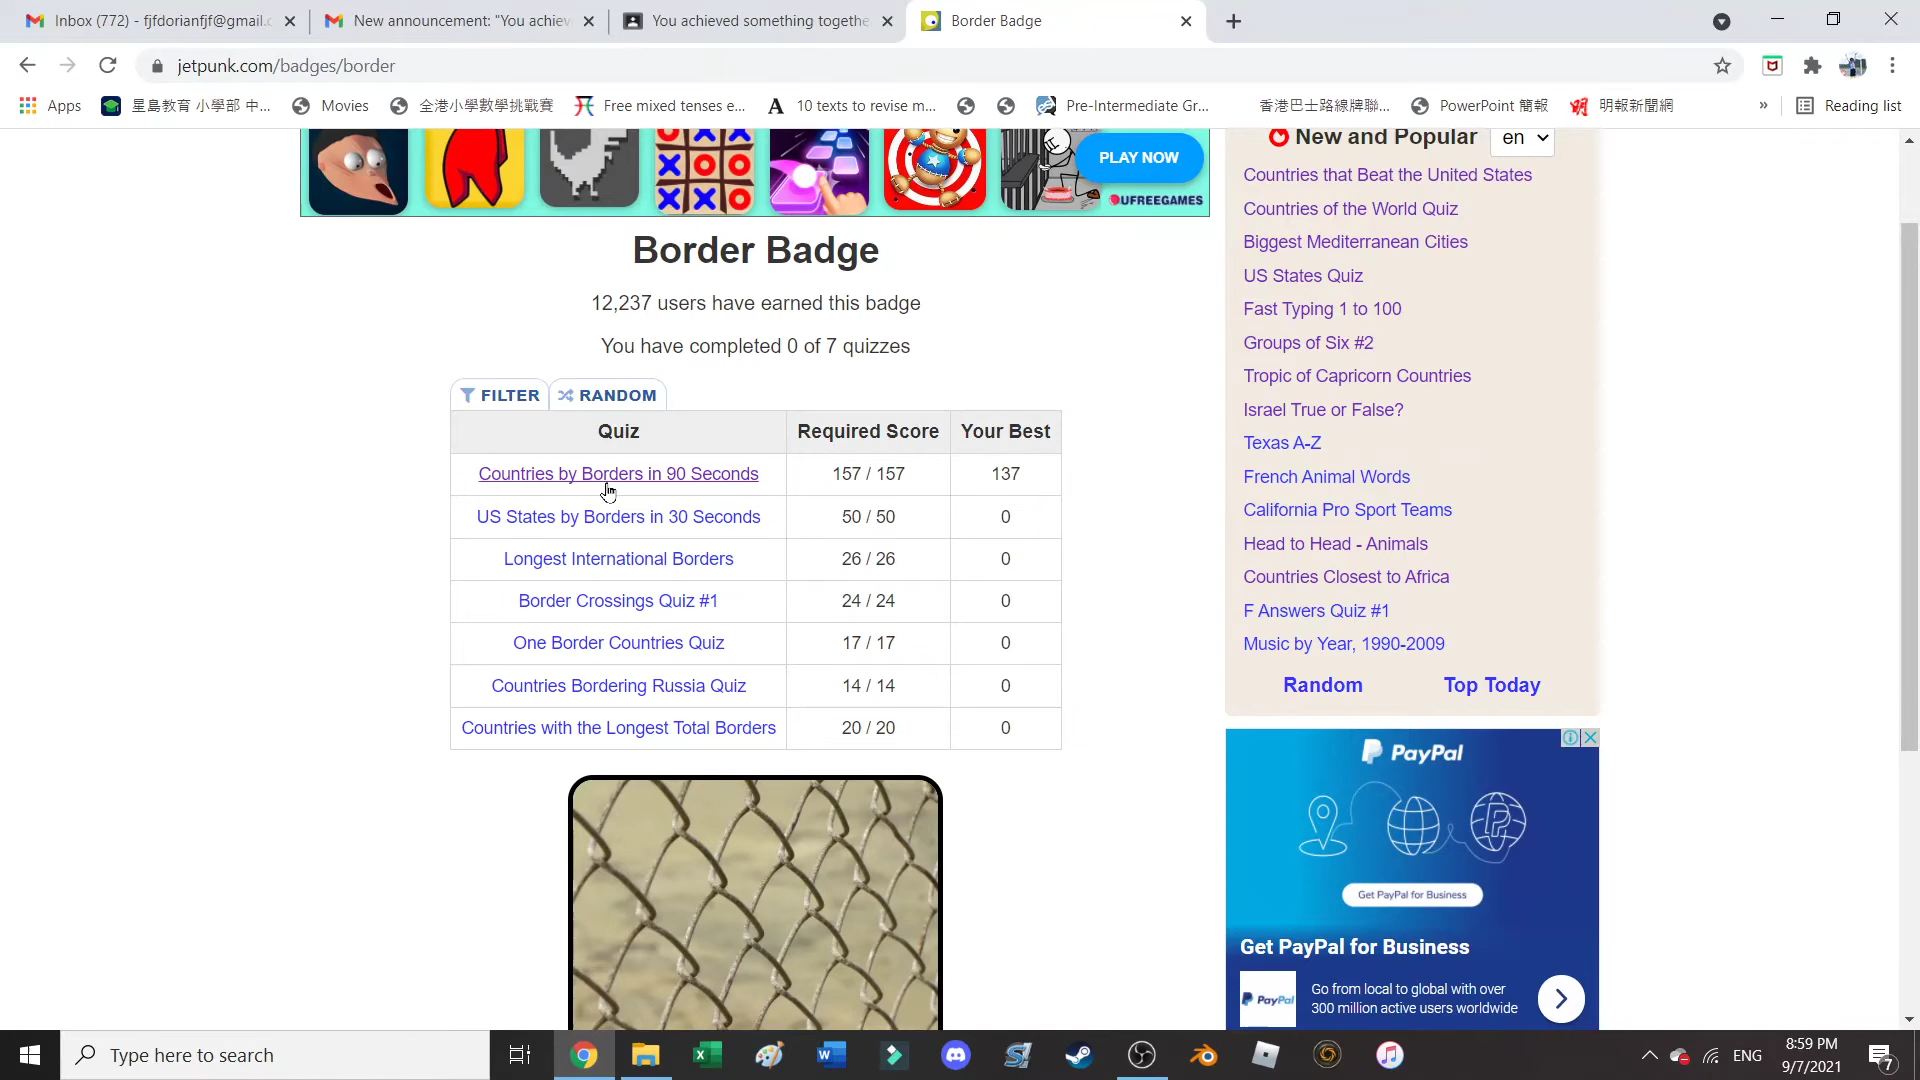 Inbox (772) - fjfdorianfjf@gmail.c
New announcement: "You achiev
You achieved something togethe
Border Badge
jetpunk.com/badges/border
Apps
星島教育 小學部 中...
Movies
全港小學數學挑戰賽
Free mixed tenses e...
10 texts to revise m...
Pre-Intermediate Gr...
香港巴士路線牌聯...
PowerPoint 簡報
明報新聞網
»
Reading list
PLAY NOW
UFREEGAMES
Border Badge
12,237 users have earned this badge
You have completed 0 of 7 quizzes
FILTER
RANDOM
Quiz Required Score Your Best
Countries by Borders in 90 Seconds 157 / 157 137
US States by Borders in 30 Seconds 50 / 50 0
Longest International Borders 26 / 26 0
Border Crossings Quiz #1 24 / 24 0
One Border Countries Quiz 17 / 17 0
Countries Bordering Russia Quiz 14 / 14 0
Countries with the Longest Total Borders 20 / 20 0
New and Popular en
Countries that Beat the United States
Countries of the World Quiz
Biggest Mediterranean Cities
US States Quiz
Fast Typing 1 to 100
Groups of Six #2
Tropic of Capricorn Countries
Israel True or False?
Texas A-Z
French Animal Words
California Pro Sport Teams
Head to Head - Animals
Countries Closest to Africa
F Answers Quiz #1
Music by Year, 1990-2009
Random Top Today
PayPal
Get PayPal for Business
Get PayPal for Business
PayPal
Go from local to global with over
300 million active users worldwide
Type here to search
ENG
8:59 PM
9/7/2021
7